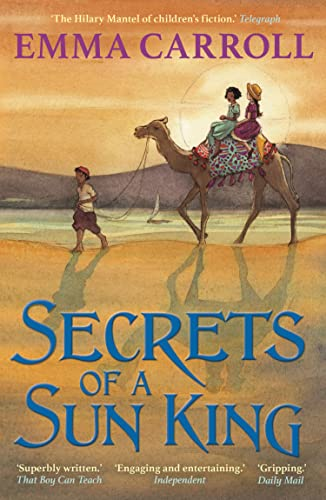 ‘The Hilary Mantel of children’s fiction.’ Telegraph
EMMA CARROLL
SECRETS
OF A
SUN KING
‘Superbly written.’ ‘Engaging and entertaining.’ ‘Gripping.’
That Boy Can Teach Independent Daily Mail